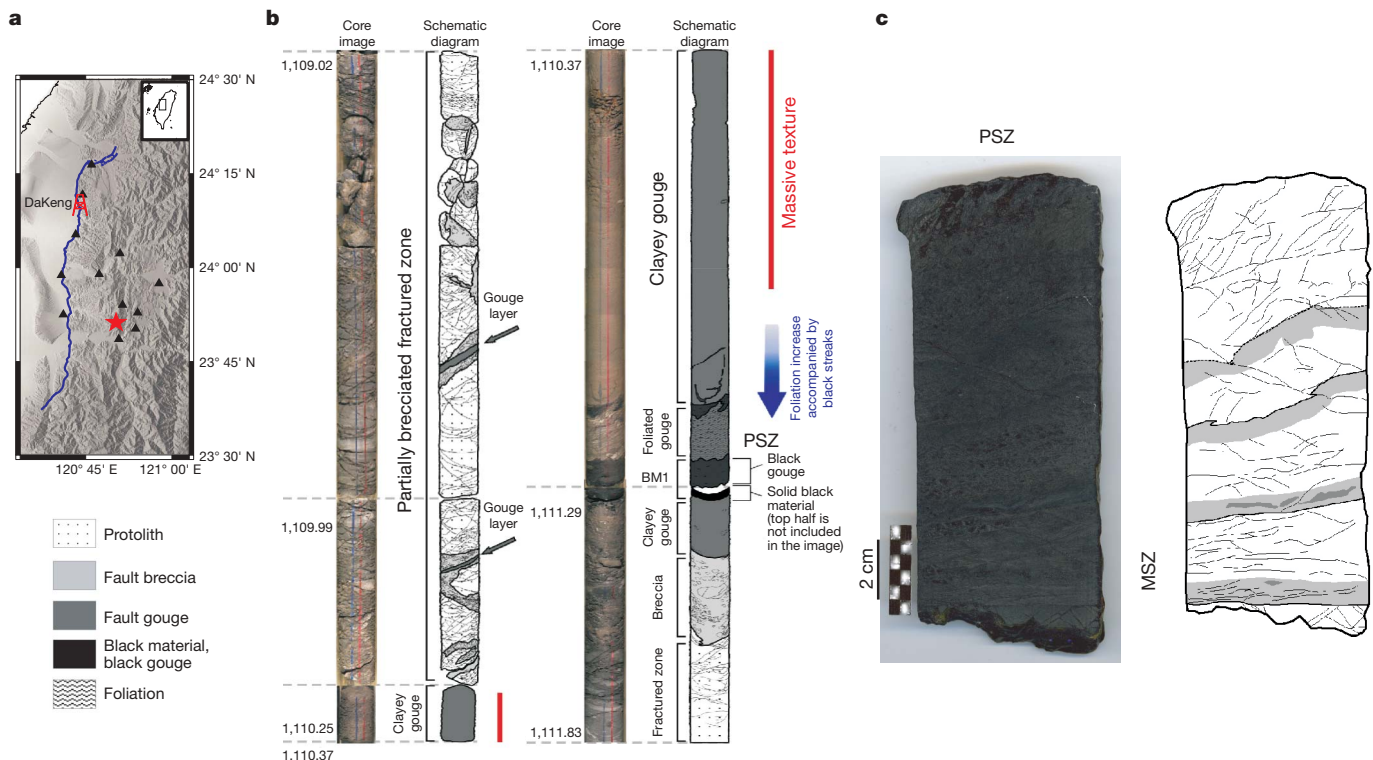 a
24° 30' N
24° 15' N
DaKeng
24° 00' N
23° 45' N
23° 30' N
120° 45' E
121° 00' E
Protolith
Fault breccia
Fault gouge
Black material,
black gouge
Foliation
b
Core
image
Schematic
diagram
1,109.02
Partially brecciated fractured zone
Gouge
layer
1,109.99
Gouge
layer
1,110.25
Clayey
gouge
1,110.37
Core
image
Schematic
diagram
1,110.37
Clayey gouge
Massive texture
Foliation increase
accompanied by
black streaks
Foliated
gouge
PSZ
BM1
Black
gouge
Solid black
material
(top half is
not included
in the image)
1,111.29
Clayey
gouge
Breccia
Fractured zone
1,111.83
c
PSZ
2 cm
MSZ